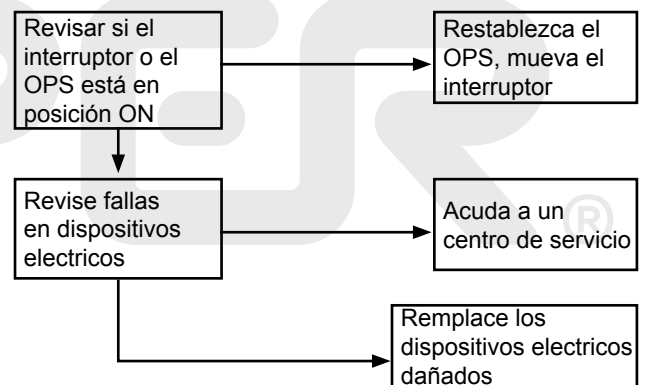 Revisar si el
interruptor o el
OPS está en
posición ON
Restablezca el
OPS, mueva el
interruptor
Revise fallas
en dispositivos
electricos
Acuda a un
centro de servicio
Remplace los
dispositivos electricos
dañados
PER®